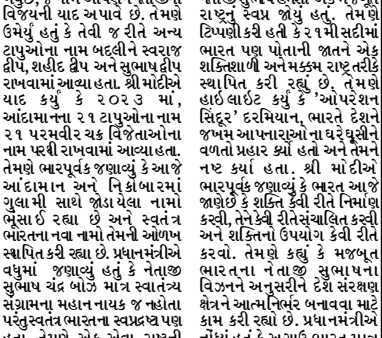 વિજયની યાદ અપાવે છે. તેમણે
ઉમેર્યું હતું કે તેવી જ રીતે અન્ય
ટાપુઓના નામ બદલીને સ્વરાજ
દ્વીપ, શહીદ દ્વીપ અને સુભાષ દ્વીપ
રાખવામાં આવ્યા હતા. શ્રી મોદીએ
યાદ કર્યું કે ૨૦૨૩ માં,
આંદામાનના ૨૧ ટાપુઓના નામ
૨૧ પરમવીર ચક્ર વિજેતાઓના
નામ પરથી રાખવામાં આવ્યા હતા.
તેમણે ભારપૂર્વક જણાવ્યું કે આજે
આંદામાન અને નિકોબારમાં
ગુલામી સાથે જોડાયેલા નામો
ભૂંસાઈ રહ્યા છે અને સ્વતંત્ર
ભારતના નવા નામો તેમની ઓળખ
સ્થાપિત કરી રહ્યા છે. પ્રધાનમંત્રીએ
વધુમાં જણાવ્યું હતું કે નેતાજી
સુભાષ ચંદ્ર બોઝ માત્ર સ્વાતંત્ર્ય
સંગ્રામના મહાન નાયક જ નહોતા
પરંતુ સ્વતંત્ર ભારતના સ્વપ્નદ્રષ્ટા પણ
રાષ્ટ્રનું સ્વપ્ન જોયું હતું. તેમણે
ટિપ્પણી કરી હતી કે ૨૧મી સદીમાં
ભારત પણ પોતાની જાતને એક
શક્તિશાળી અને મક્કમ રાષ્ટ્ર તરીકે
સ્થાપિત કરી રહ્યું છે. તેમણે
હાઇલાઇટ કર્યું કે 'ઓપરેશન
સિંદૂર' દરમિયાન, ભારતે દેશને
જખમ આપનારાઓના ઘરે ઘૂસીને
વળતો પ્રહાર કર્યો હતો અને તેમને
નષ્ટ કર્યા હતા. શ્રી મોદીએ
ભારપૂર્વક જણાવ્યું કે ભારત આજે
જાણે છે કે શક્તિ કેવી રીતે નિર્માણ
કરવી, તેને કેવી રીતે સંચાલિત કરવી
અને શક્તિનો ઉપયોગ કેવી રીતે
કરવો. તેમણે કહ્યું કે મજબૂત
ભારતના નેતાજી સુભાષના
વિઝનને અનુસરીને દેશ સંરક્ષણ
ક્ષેત્રને આત્મનિર્ભર બનાવવા માટે
કામ કરી રહ્યો છે. પ્રધાનમંત્રીએ